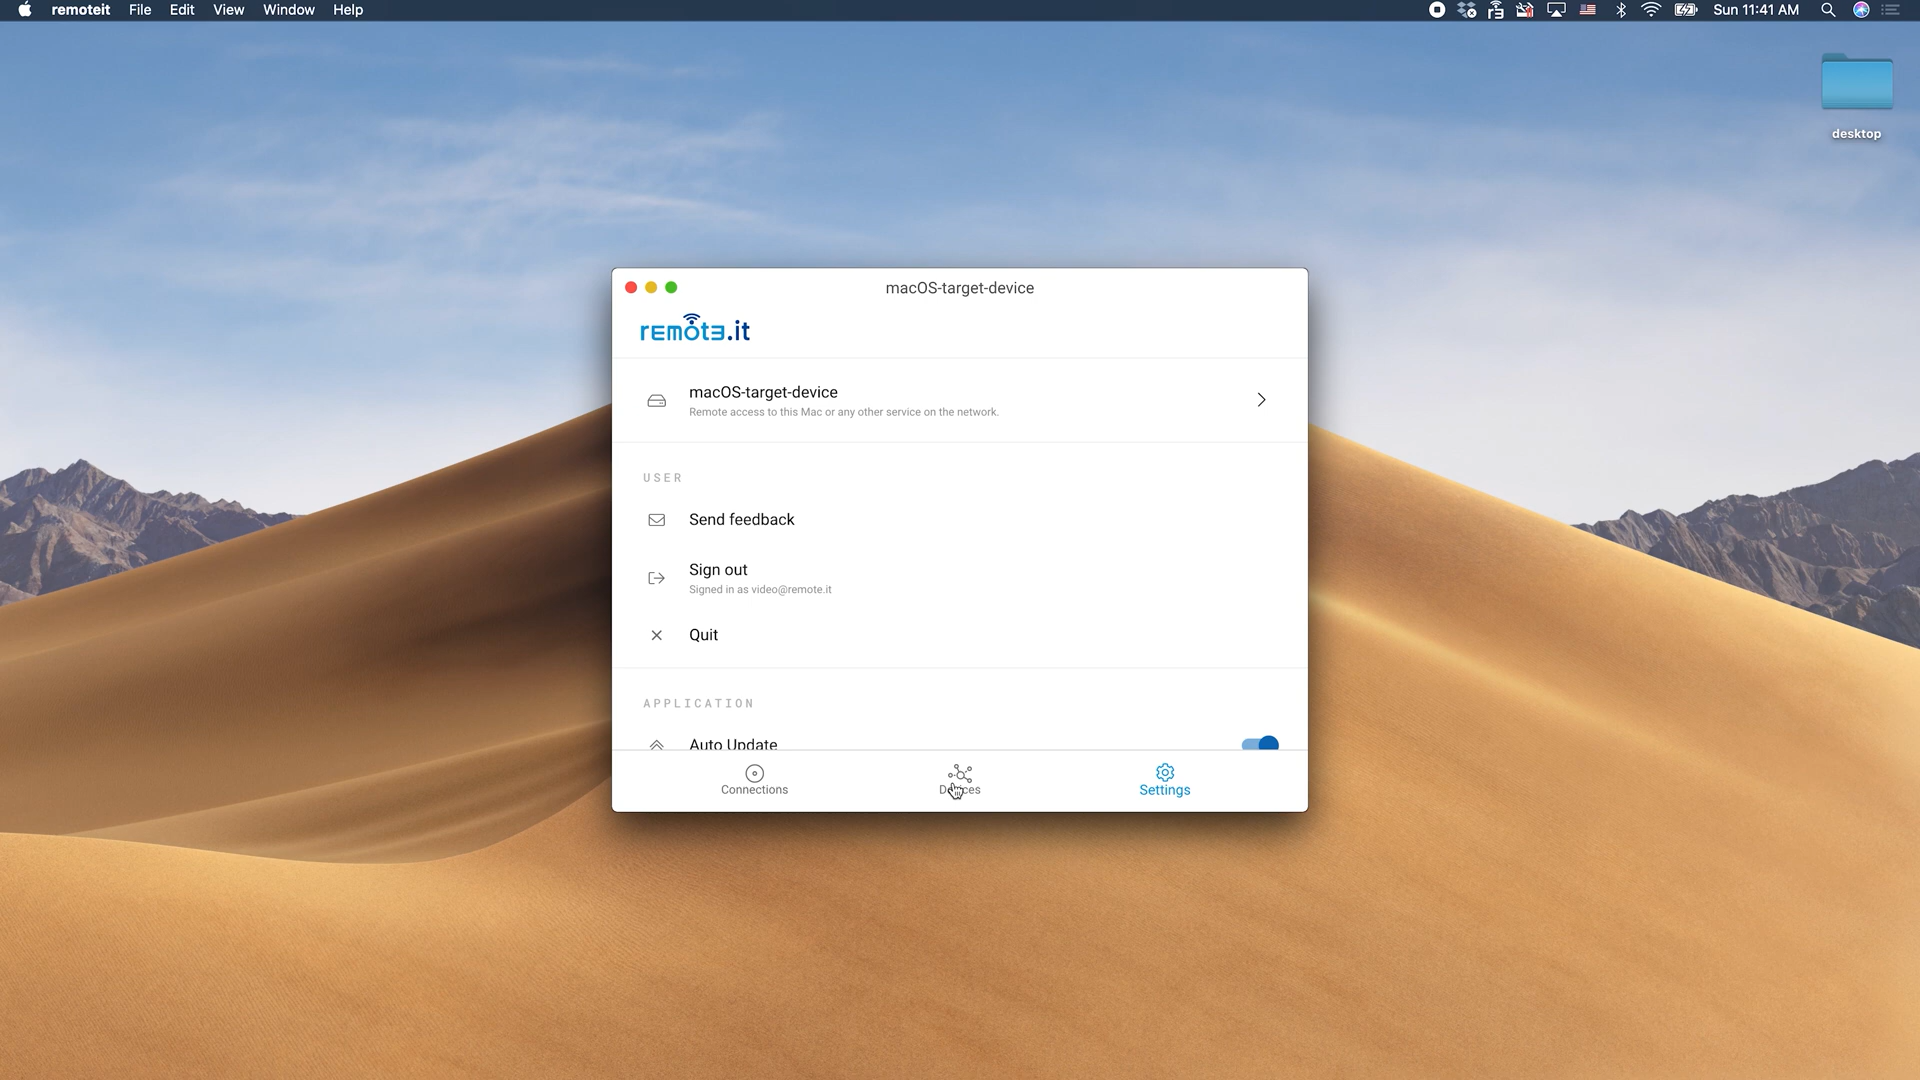 remoteit File Edit View Window Help
Sun 11:41 AM
desktop
macOS-target-device
remot3.it
macOS-target-device
Remote access to this Mac or any other service on the network.
USER
Send feedback
Sign out
Signed in as video@remote.it
Quit
APPLICATION
Auto Update
Connections
Devices
Settings